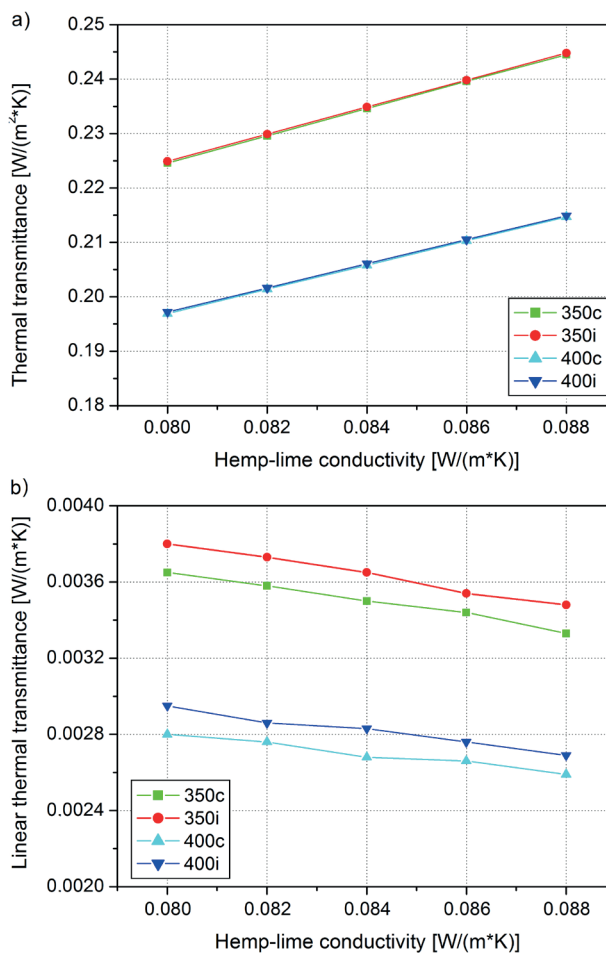 a)
Thermal transmittance [W/(m²*K)]
0.25
0.24
0.23
0.22
0.21
0.20
0.19
0.18
350c
350i
400c
400i
0.080 0.082 0.084 0.086 0.088
Hemp-lime conductivity [W/(m*K)]
b)
Linear thermal transmittance [W/(m*K)]
0.0040
0.0036
0.0032
0.0028
0.0024
0.0020
350c
350i
400c
400i
0.080 0.082 0.084 0.086 0.088
Hemp-lime conductivity [W/(m*K)]